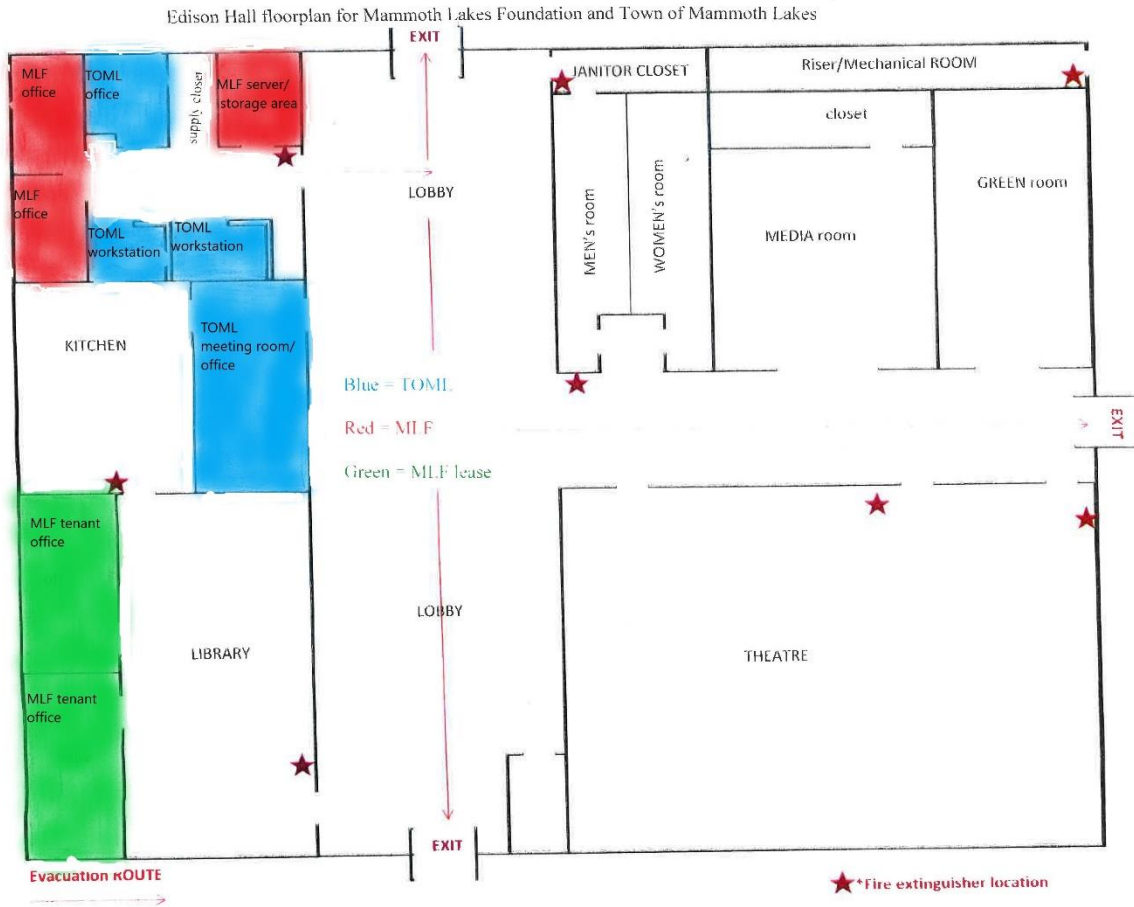 Edison Hall floorplan for Mammoth Lakes Foundation and Town of Mammoth Lakes
EXIT
MLF
office
TOML
office
supply closer
MLF server/
storage area
JANITOR CLOSET
Riser/Mechanical ROOM
closet
MLF
office
LOBBY
MEN's room
WOMEN's room
MEDIA room
GREEN room
TOML
workstation
TOML
workstation
KITCHEN
TOML
meeting room/
office
Blue = TOML
Red = MLF
Green = MLF lease
EXIT
MLF tenant
office
LOBBY
LIBRARY
THEATRE
MLF tenant
office
EXIT
Evacuation ROUTE
*Fire extinguisher location